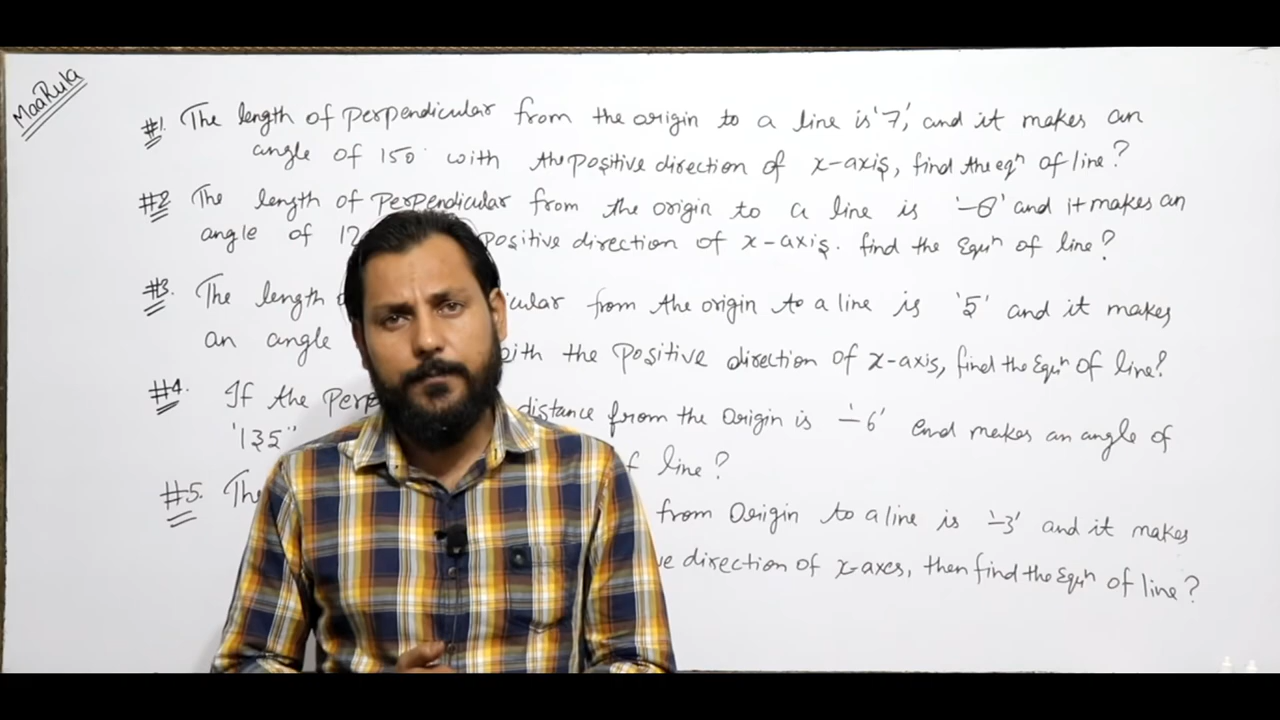 MaaRula
#1. The length of perpendicular from the origin to a line is '7', and it makes an
angle of 150° with the positive direction of x-axis, find the eqⁿ of line?
#2 The length of perpendicular from the origin to a line is '-6' and it makes an
angle of positive direction of x-axis. find the Equⁿ of line?
#3. The length from the origin to a line is '5' and it makes
an angle with the positive direction of x-axis, find the Equⁿ of line?
#4. If the distance from the origin is '-6' and makes an angle of
'135° line?
#5. The from Origin to a line is '-3' and it makes
direction of x-axes, then find the Equⁿ of line?